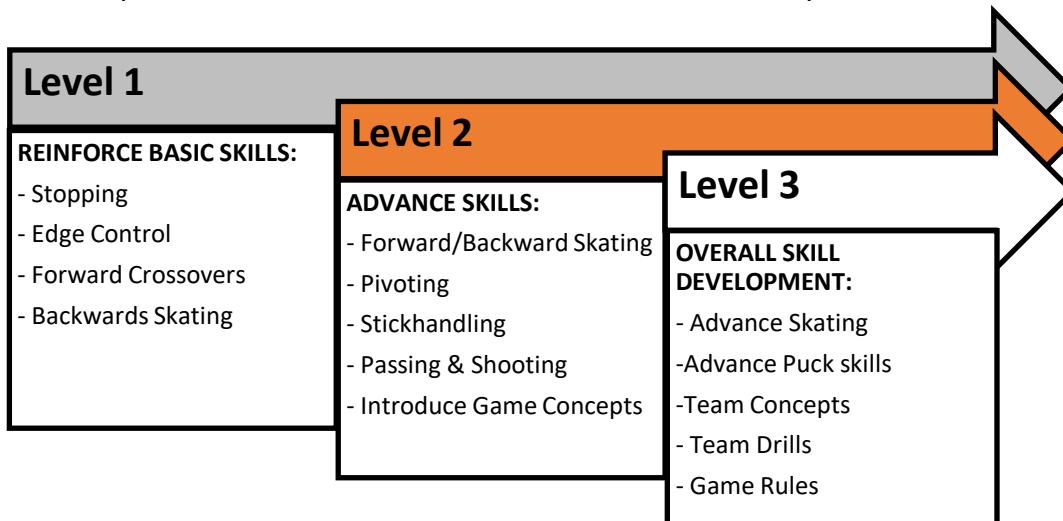 Level 1
REINFORCE BASIC SKILLS:
- Stopping
- Edge Control
- Forward Crossovers
- Backwards Skating
Level 2
ADVANCE SKILLS:
- Forward/Backward Skating
- Pivoting
- Stickhandling
- Passing & Shooting
- Introduce Game Concepts
Level 3
OVERALL SKILL
DEVELOPMENT:
- Advance Skating
-Advance Puck skills
-Team Concepts
- Team Drills
- Game Rules